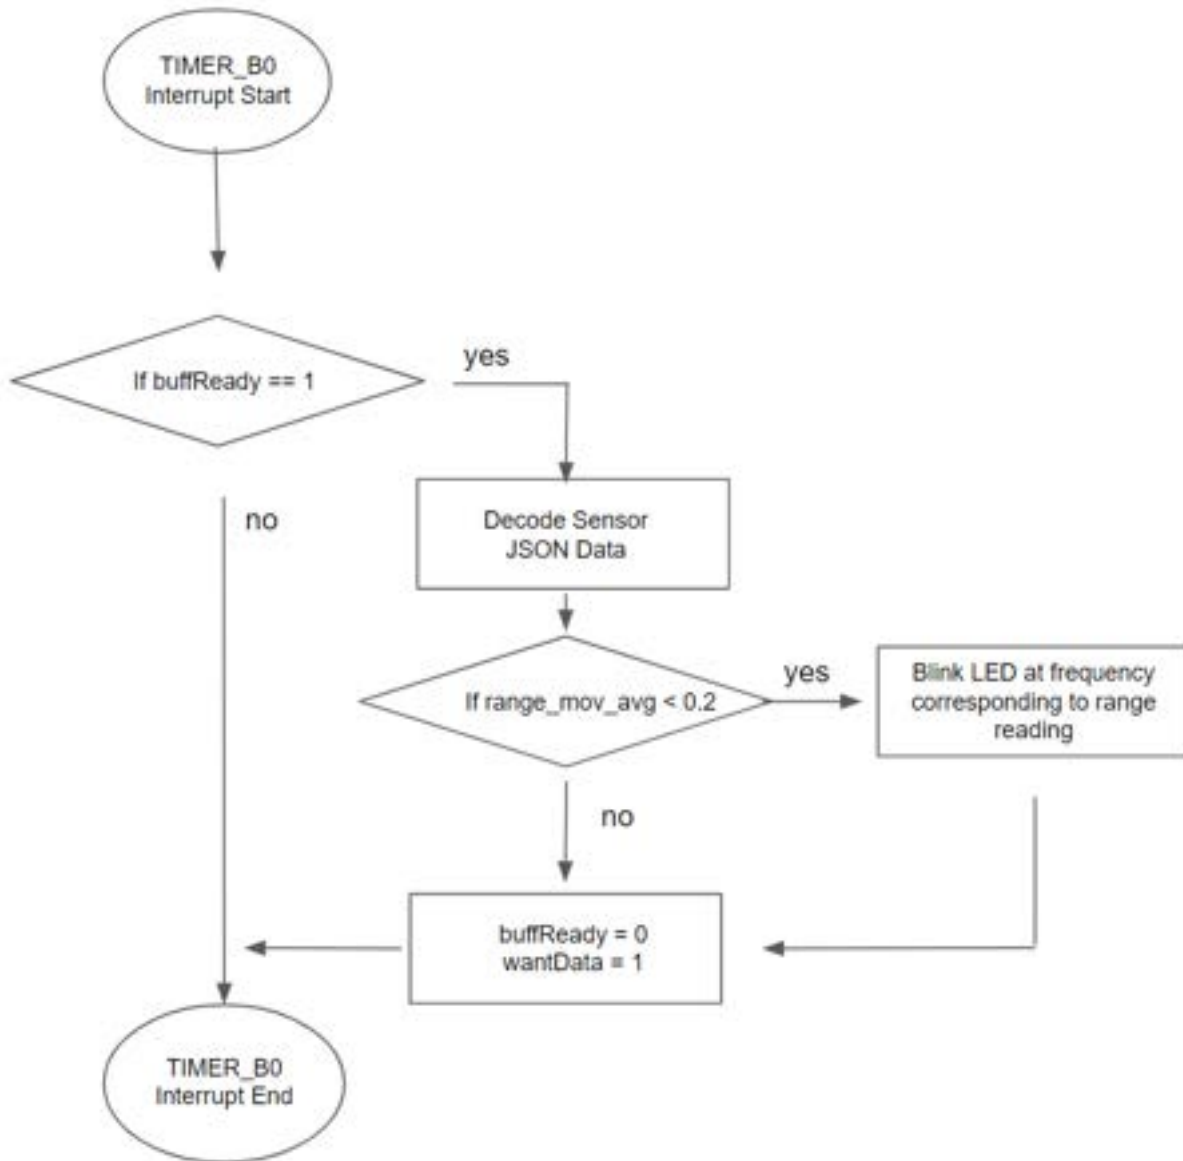 TIMER_B0
Interrupt Start
If buffReady == 1
yes
no
Decode Sensor
JSON Data
If range_mov_avg < 0.2
yes
Blink LED at frequency
corresponding to range
reading
no
buffReady = 0
wantData = 1
TIMER_B0
Interrupt End